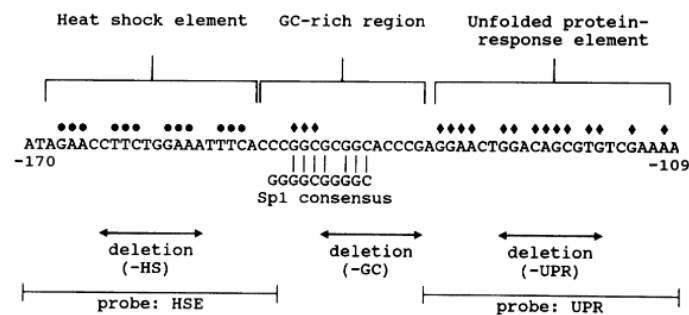 Heat shock element GC-rich region Unfolded protein-
response element
ATAGAACCTTCTGGAAATTTCACCCGGCGCGGCACCCGAGGAACTGGACAGCGTGTCGAAAA
-170 -109
GGGGCGGGGC
Sp1 consensus
deletion deletion deletion
(-HS) (-GC) (-UPR)
probe: HSE probe: UPR